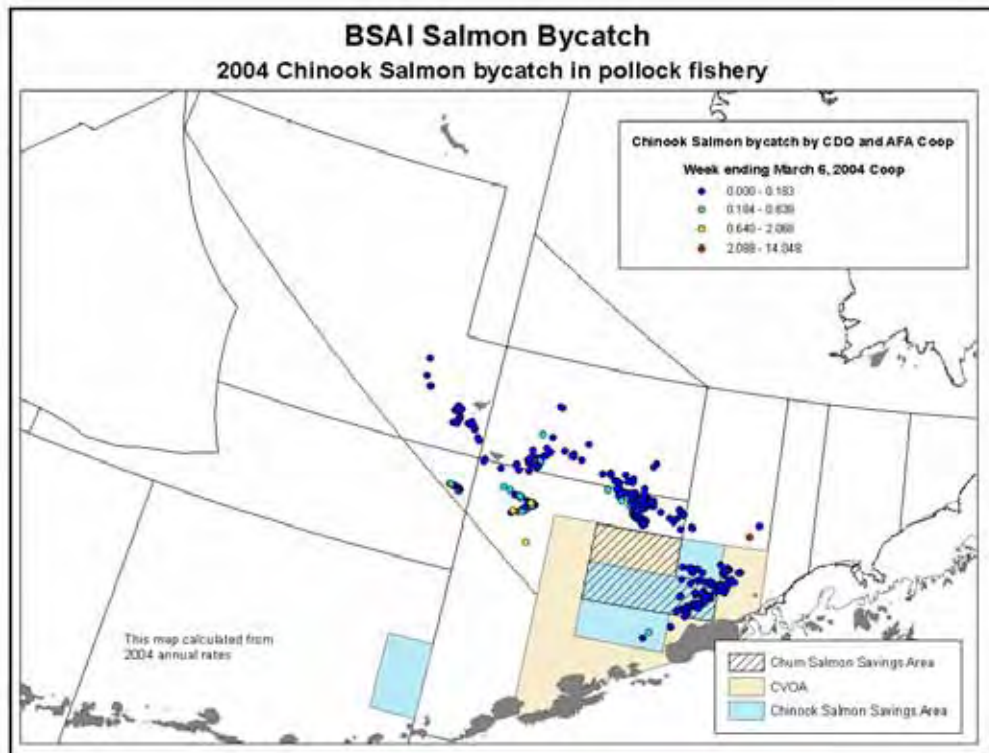 BSAI Salmon Bycatch
2004 Chinook Salmon bycatch in pollock fishery
Chinook Salmon bycatch by CDQ and AFA Coop
Week ending March 6, 2004 Coop
0.000 - 0.183
0.184 - 0.639
0.640 - 2.088
2.088 - 14.048
This map calculated from
2004 annual rates
Chum Salmon Savings Area
CVOA
Chinook Salmon Savings Area